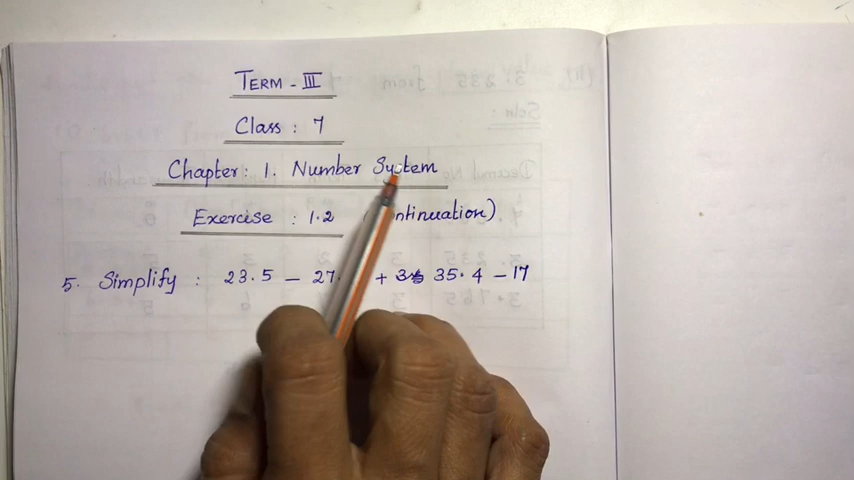 TERM - III
Class : 7
Chapter : 1. Number System
Exercise : 1.2 (Continuation)
5. Simplify : 23.5 - 27. + 35.4 - 17